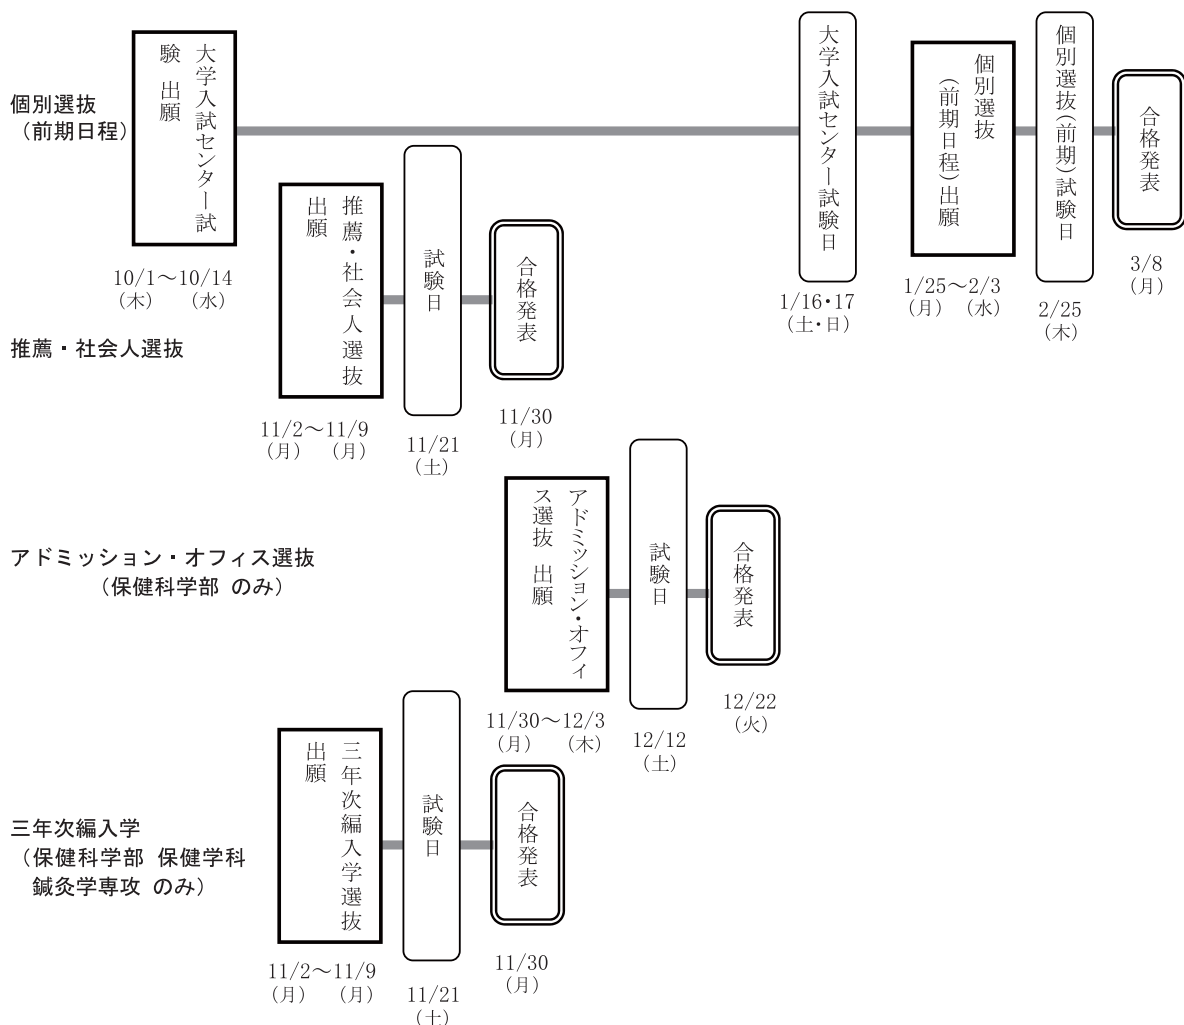 個別選抜
（前期日程）
大学入試センター試
験 出願
10/1～10/14
（木） （水）
大学入試センター試験日
1/16・17
（土・日）
個別選抜
（前期日程）出願
1/25～2/3
（月） （水）
個別選抜（前期）試験日
2/25
（木）
合格発表
3/8
（月）
推薦・社会人選抜
推薦・社会人選抜
出願
11/2～11/9
（月） （月）
試験日
11/21
（土）
合格発表
11/30
（月）
アドミッション・オフィス選抜
（保健科学部 のみ）
アドミッション・オフィ
ス選抜 出願
11/30～12/3
（月） （木）
試験日
12/12
（土）
合格発表
12/22
（火）
三年次編入学
（保健科学部 保健学科
鍼灸学専攻 のみ）
三年次編入学選抜
出願
11/2～11/9
（月） （月）
試験日
11/21
（土）
合格発表
11/30
（月）